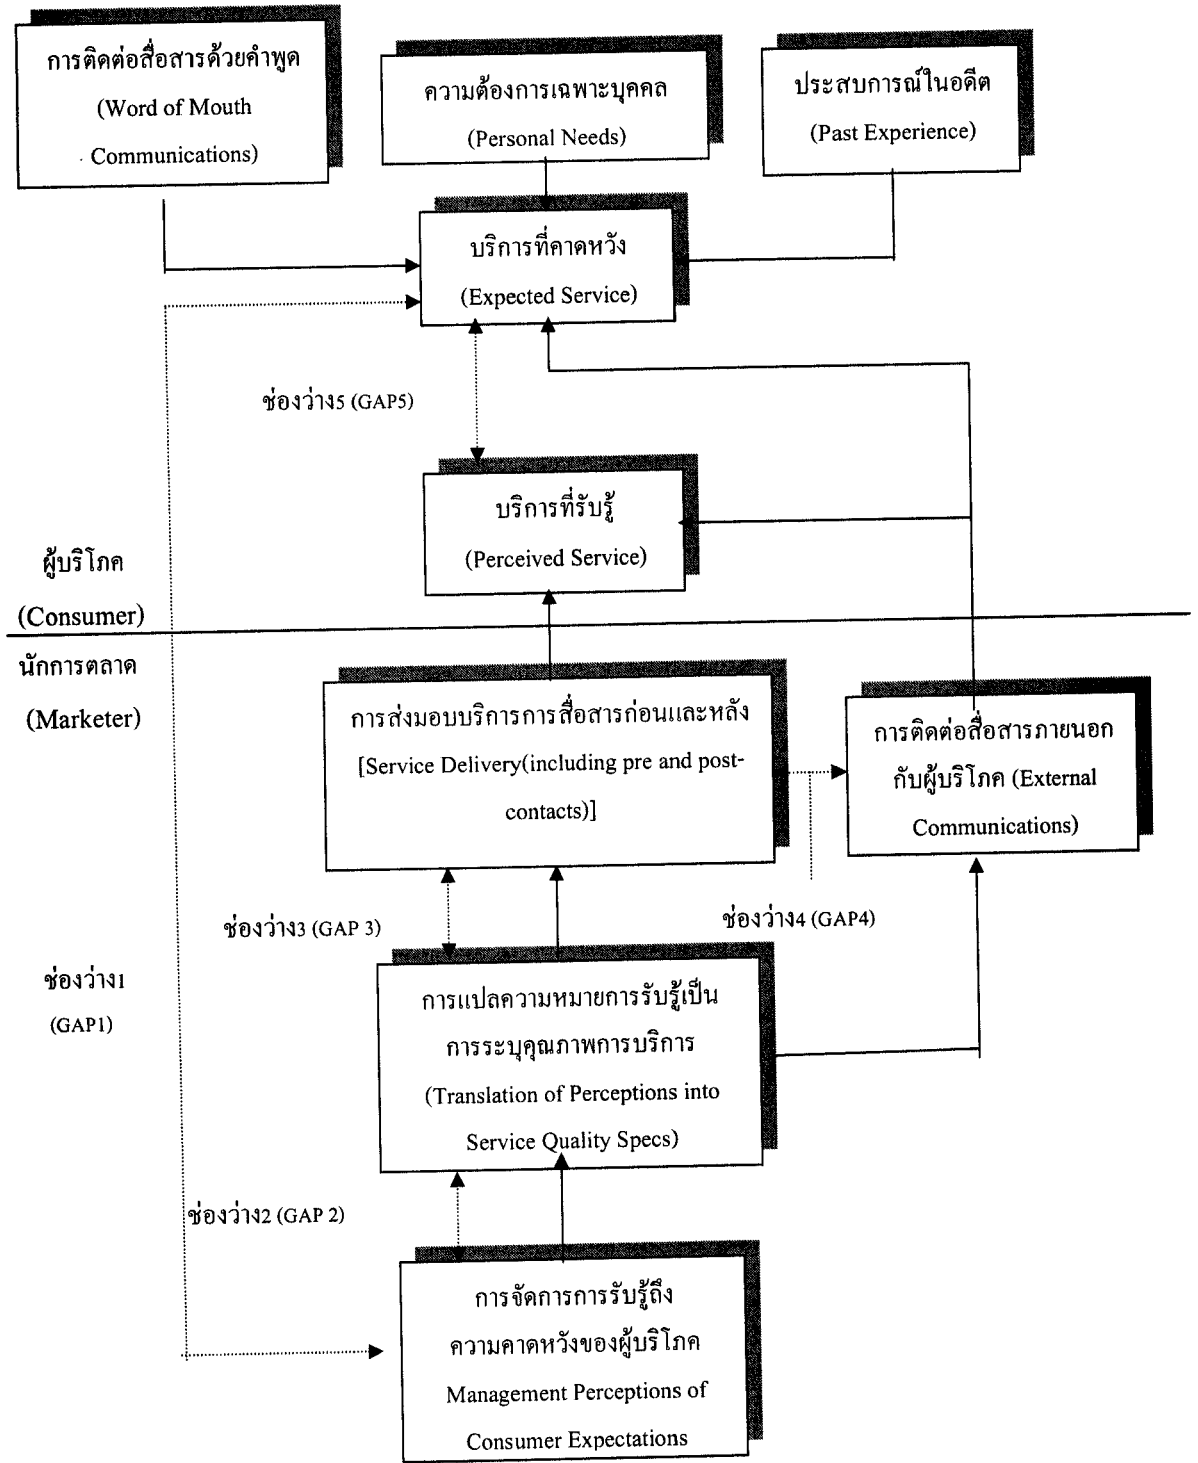 การติดต่อสื่อสารด้วยคำพูด
(Word of Mouth
Communications)
ความต้องการเฉพาะบุคคล
(Personal Needs)
ประสบการณ์ในอดีต
(Past Experience)
บริการที่คาดหวัง
(Expected Service)
ช่องว่าง5 (GAP5)
บริการที่รับรู้
(Perceived Service)
ผู้บริโภค
(Consumer)
นักการตลาด
(Marketer)
การส่งมอบบริการการสื่อสารก่อนและหลัง
[Service Delivery(including pre and post-
contacts)]
การติดต่อสื่อสารภายนอก
กับผู้บริโภค (External
Communications)
ช่องว่าง3 (GAP 3)
ช่องว่าง4 (GAP4)
ช่องว่าง1
(GAP1)
การแปลความหมายการรับรู้เป็น
การระบุคุณภาพการบริการ
(Translation of Perceptions into
Service Quality Specs)
ช่องว่าง2 (GAP 2)
การจัดการการรับรู้ถึง
ความคาดหวังของผู้บริโภค
Management Perceptions of
Consumer Expectations